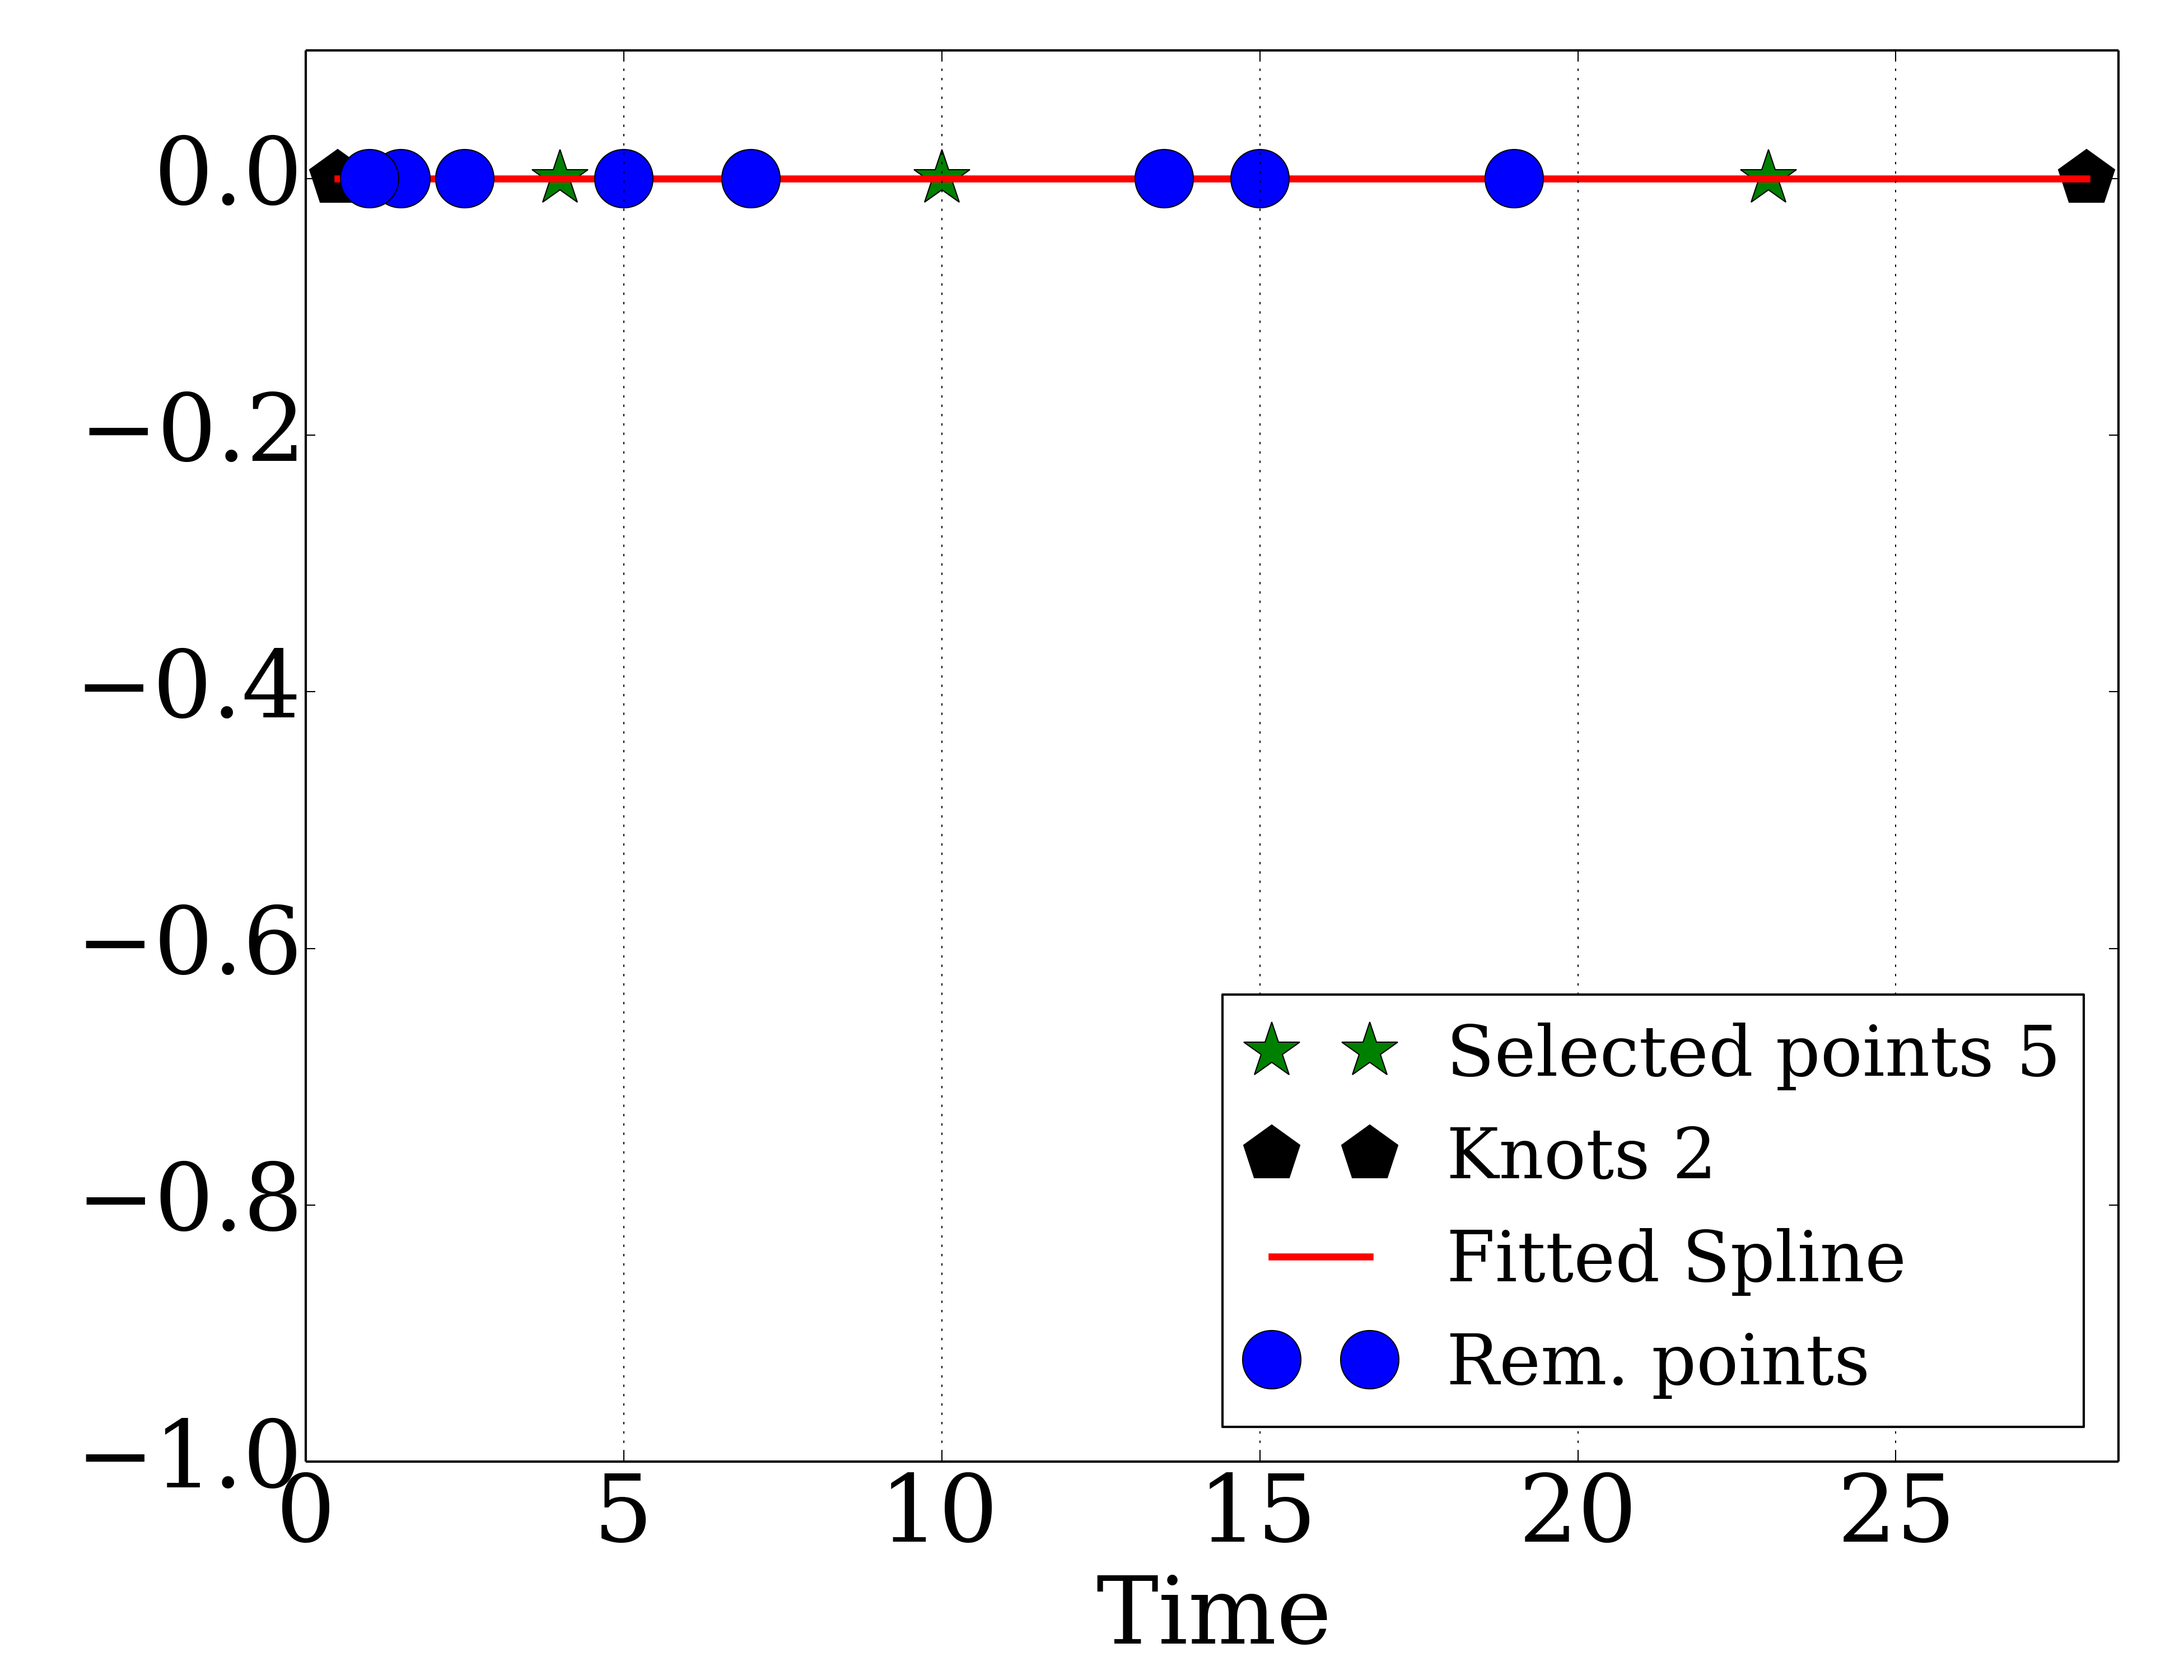 0.0
−0.2
−0.4
−0.6
−0.8
−1.0
Selected points 5
Knots 2
Fitted Spline
Rem. points
0 5 10 15 20 25
Time